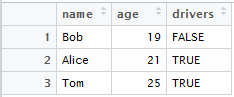 name age drivers
1 Bob 19 FALSE
2 Alice 21 TRUE
3 Tom 25 TRUE